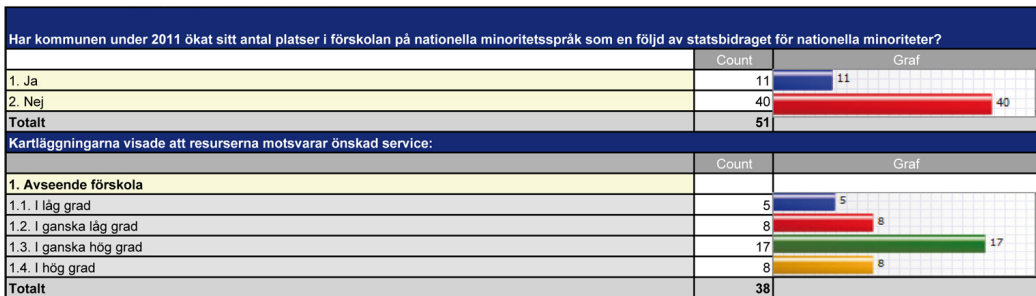 Har kommunen under 2011 ökat sitt antal platser i förskolan på nationella minoritetsspråk som en följd av statsbidraget för nationella minoriteter?
Count Graf
1. Ja 11 11
2. Nej 40 40
Totalt 51
Kartläggningarna visade att resurserna motsvarar önskad service:
Count Graf
1. Avseende förskola
1.1. I låg grad 5 5
1.2. I ganska låg grad 8 8
1.3. I ganska hög grad 17 17
1.4. I hög grad 8 8
Totalt 38